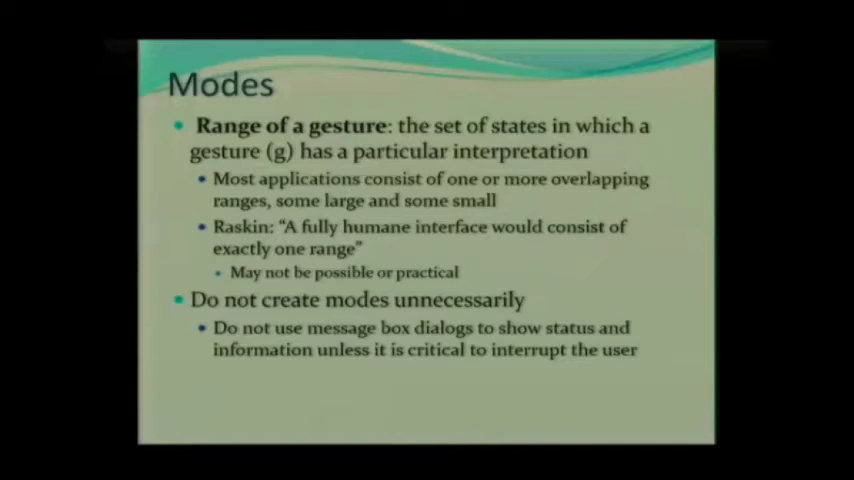 Modes
Range of a gesture: the set of states in which a
gesture (g) has a particular interpretation
Most applications consist of one or more overlapping
ranges, some large and some small
Raskin: “A fully humane interface would consist of
exactly one range”
May not be possible or practical
Do not create modes unnecessarily
Do not use message box dialogs to show status and
information unless it is critical to interrupt the user